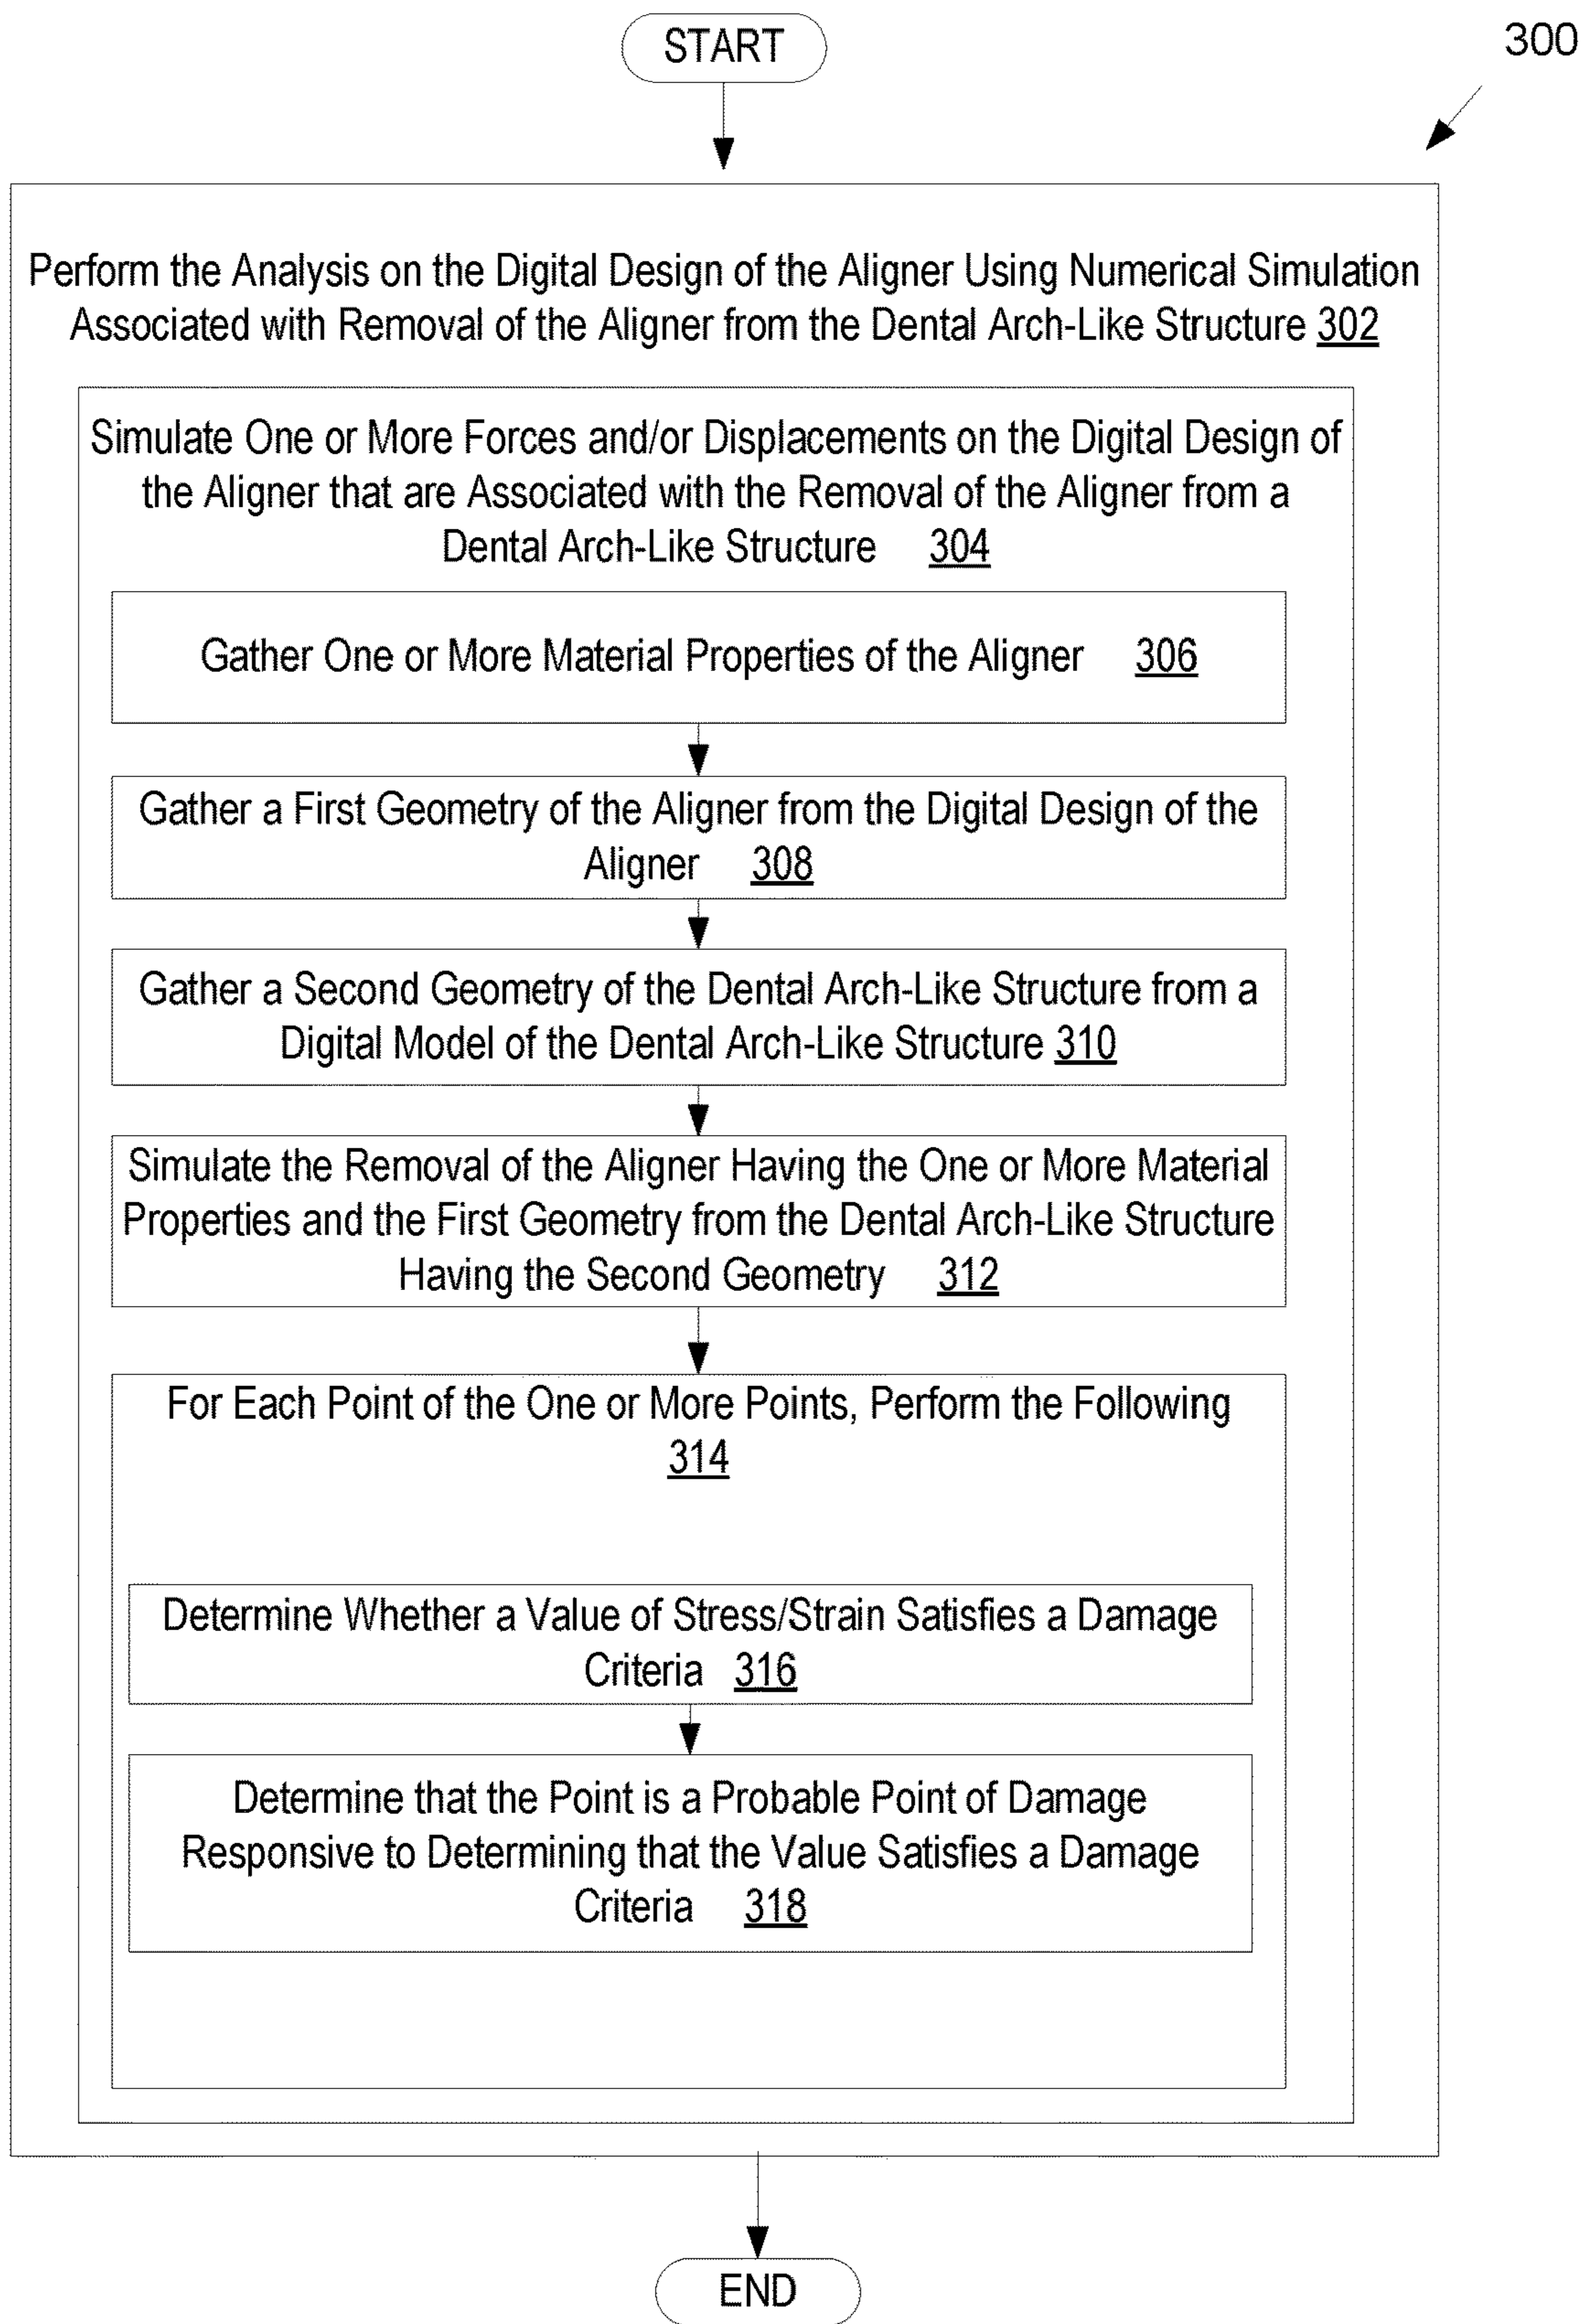 START
300
Perform the Analysis on the Digital Design of the Aligner Using Numerical Simulation
Associated with Removal of the Aligner from the Dental Arch-Like Structure 302
Simulate One or More Forces and/or Displacements on the Digital Design of
the Aligner that are Associated with the Removal of the Aligner from a
Dental Arch-Like Structure 304
Gather One or More Material Properties of the Aligner 306
Gather a First Geometry of the Aligner from the Digital Design of the
Aligner 308
Gather a Second Geometry of the Dental Arch-Like Structure from a
Digital Model of the Dental Arch-Like Structure 310
Simulate the Removal of the Aligner Having the One or More Material
Properties and the First Geometry from the Dental Arch-Like Structure
Having the Second Geometry 312
For Each Point of the One or More Points, Perform the Following
314
Determine Whether a Value of Stress/Strain Satisfies a Damage
Criteria 316
Determine that the Point is a Probable Point of Damage
Responsive to Determining that the Value Satisfies a Damage
Criteria 318
END